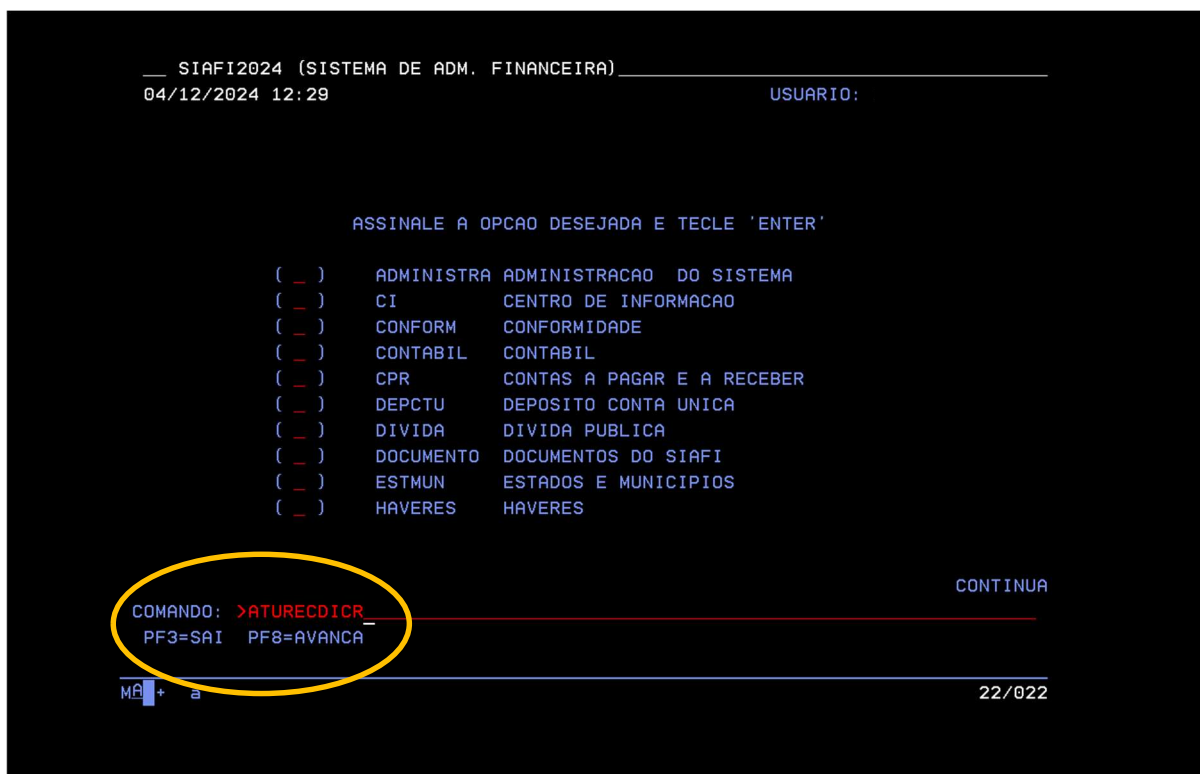 __ SIAFI2024 (SISTEMA DE ADM. FINANCEIRA)
04/12/2024 12:29 USUARIO:
ASSINALE A OPCAO DESEJADA E TECLE 'ENTER'
( _ ) ADMINISTRA ADMINISTRACAO DO SISTEMA
( _ ) CI CENTRO DE INFORMACAO
( _ ) CONFORM CONFORMIDADE
( _ ) CONTABIL CONTABIL
( _ ) CPR CONTAS A PAGAR E A RECEBER
( _ ) DEPCTU DEPOSITO CONTA UNICA
( _ ) DIVIDA DIVIDA PUBLICA
( _ ) DOCUMENTO DOCUMENTOS DO SIAFI
( _ ) ESTMUN ESTADOS E MUNICIPIOS
( _ ) HAVERES HAVERES
CONTINUA
COMANDO: >ATURECDICR_
PF3=SAI PF8=AVANCA
MA + a 22/022